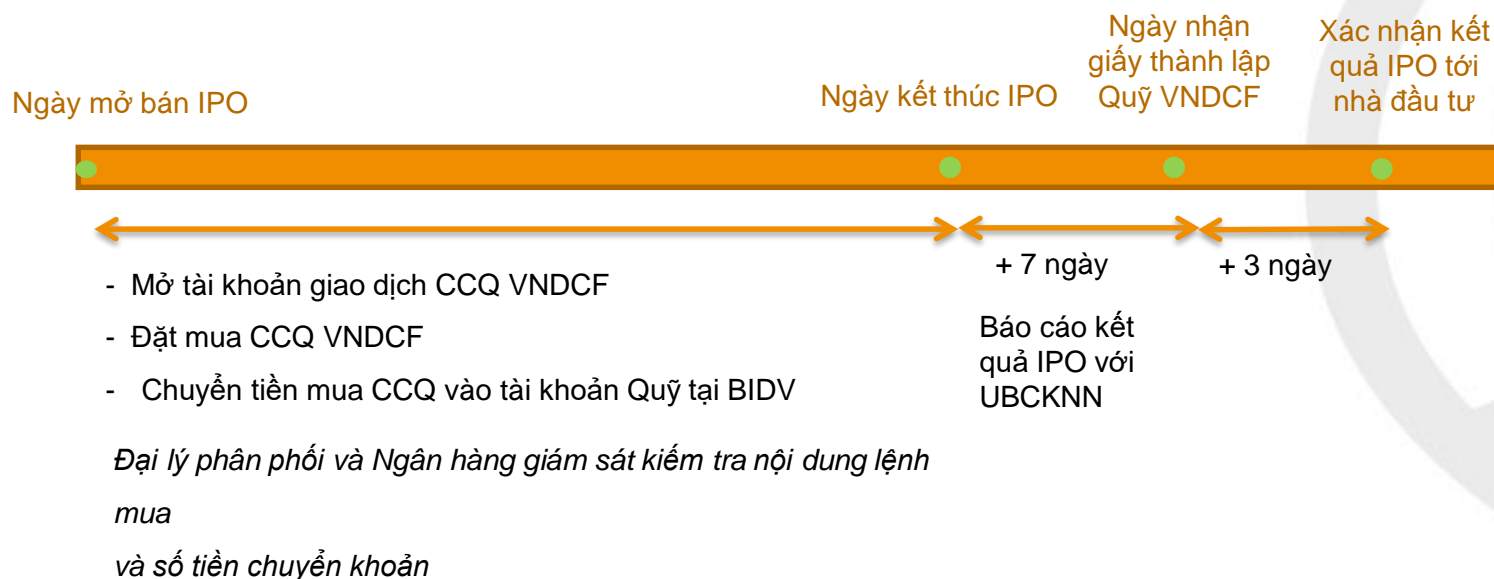 Ngày mở bán IPO
Ngày kết thúc IPO
Ngày nhận
giấy thành lập
Quỹ VNDCF
Xác nhận kết
quả IPO tới
nhà đầu tư
- Mở tài khoản giao dịch CCQ VNDCF
- Đặt mua CCQ VNDCF
- Chuyển tiền mua CCQ vào tài khoản Quỹ tại BIDV
Đại lý phân phối và Ngân hàng giám sát kiểm tra nội dung lệnh
mua
và số tiền chuyển khoản
+ 7 ngày
Báo cáo kết
quả IPO với
UBCKNN
+ 3 ngày